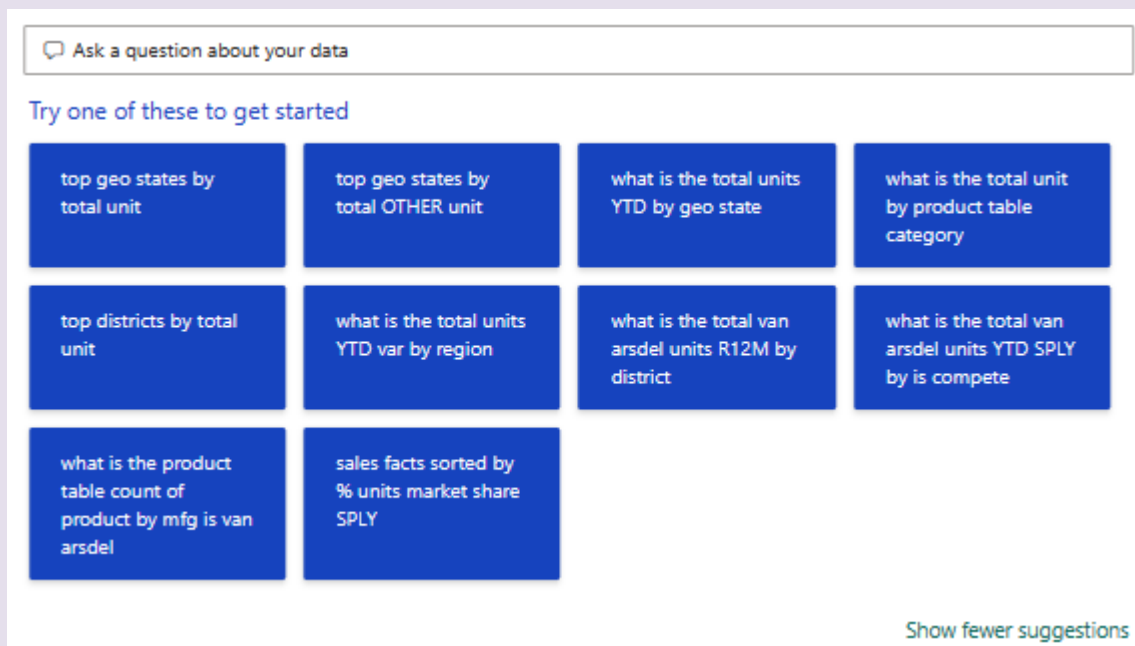 Ask a question about your data
Try one of these to get started
top geo states by
total unit
top geo states by
total OTHER unit
what is the total units
YTD by geo state
what is the total unit
by product table
category
top districts by total
unit
what is the total units
YTD var by region
what is the total van
arsdel units R12M by
district
what is the total van
arsdel units YTD SPLY
by is compete
what is the product
table count of
product by mfg is van
arsdel
sales facts sorted by
% units market share
SPLY
Show fewer suggestions